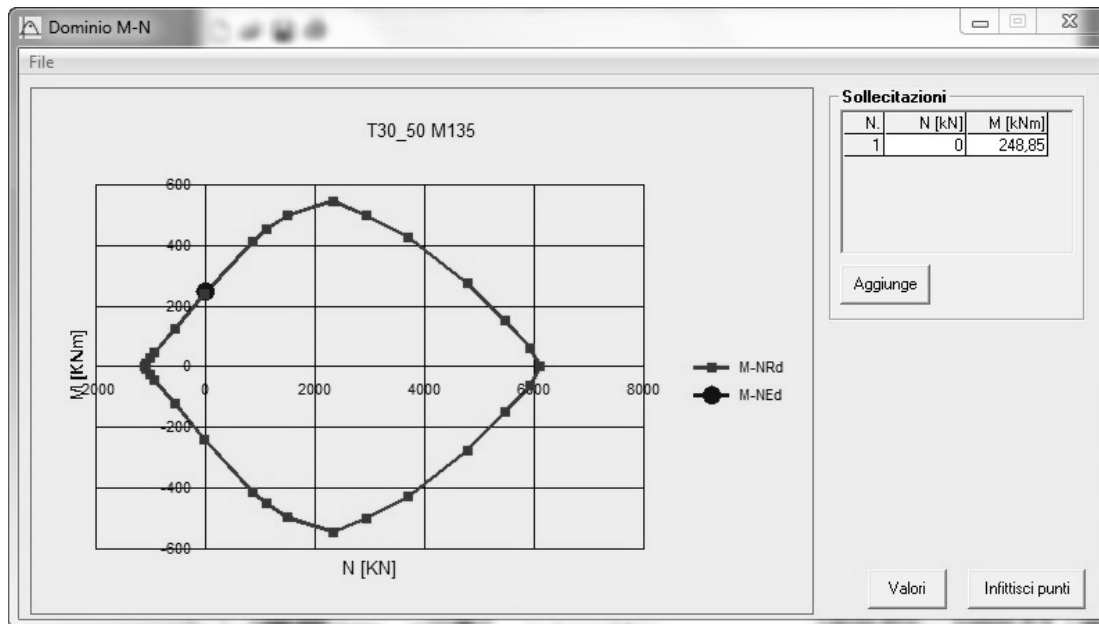 Dominio M-N
File
T30_50 M135
600
400
200
0
-200
-400
-600
-2000
0
2000
4000
6000
8000
M [KNm]
N [KN]
M-NRd
M-NEd
Sollecitazioni
N. N [kN] M [kNm]
1 0 248,85
Aggiunge
Valori
Infittisci punti